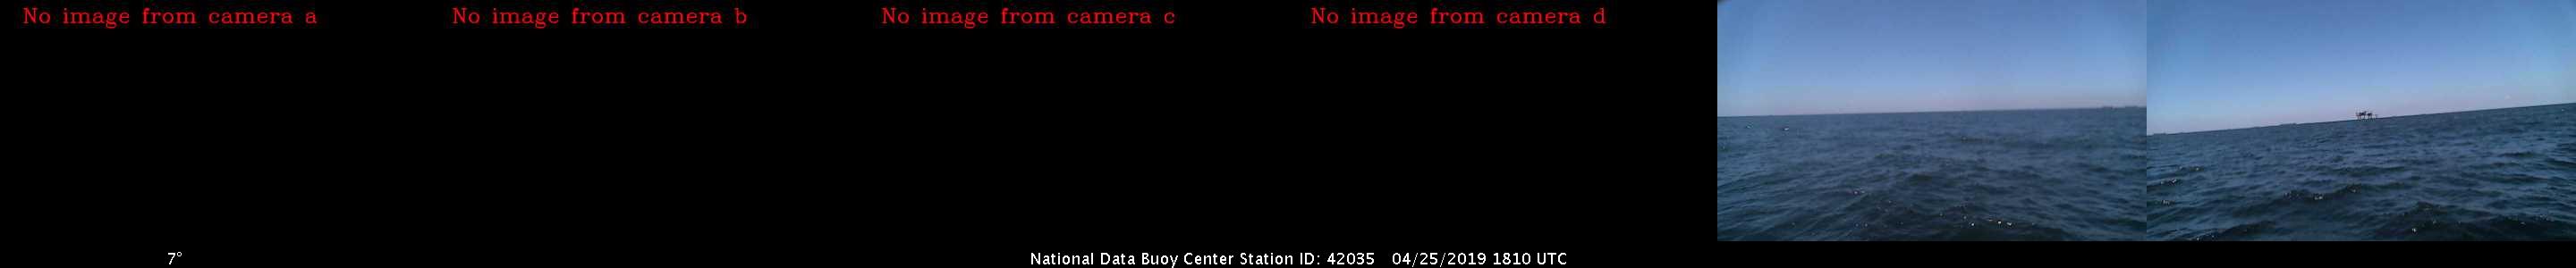 No image from camera a
No image from camera b
No image from camera c
No image from camera d
7°
National Data Buoy Center Station ID: 42035 04/25/2019 1810 UTC